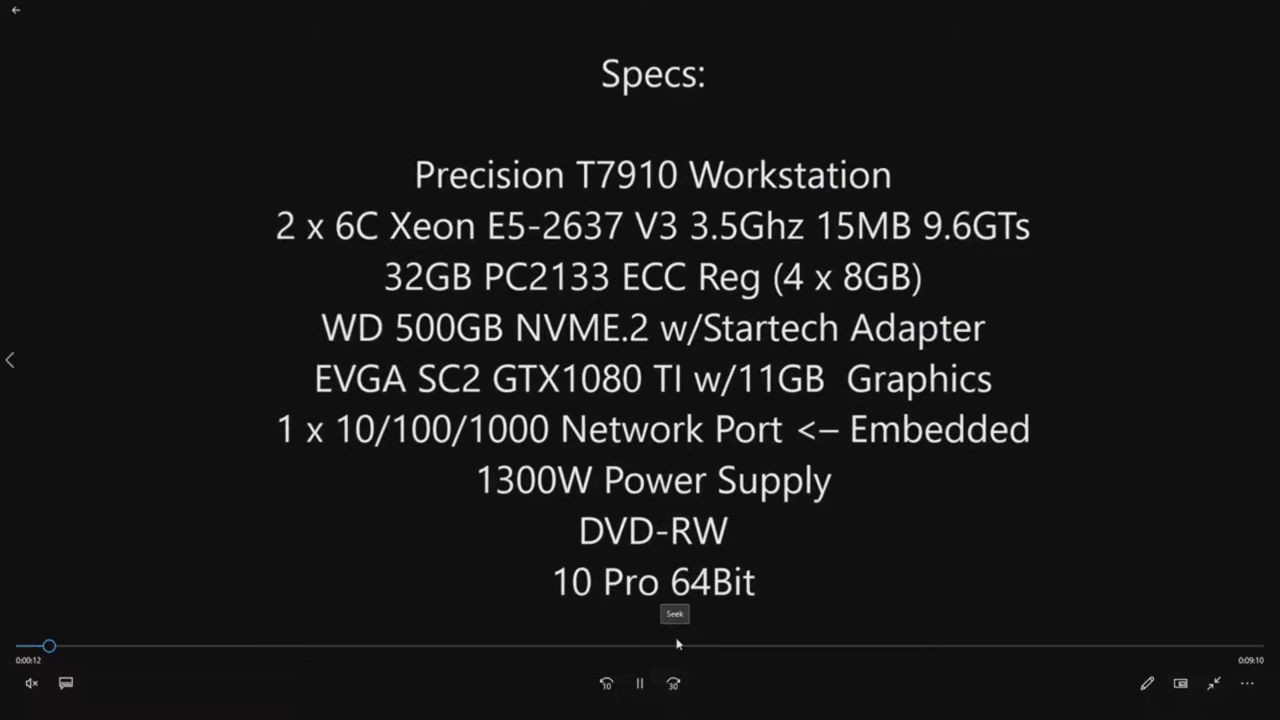 Specs:
Precision T7910 Workstation
2 x 6C Xeon E5-2637 V3 3.5Ghz 15MB 9.6GTs
32GB PC2133 ECC Reg (4 x 8GB)
WD 500GB NVME.2 w/Startech Adapter
EVGA SC2 GTX1080 TI w/11GB  Graphics
1 x 10/100/1000 Network Port <– Embedded
1300W Power Supply
DVD-RW
10 Pro 64Bit
Seek
0:00:12
0:09:10
10
30